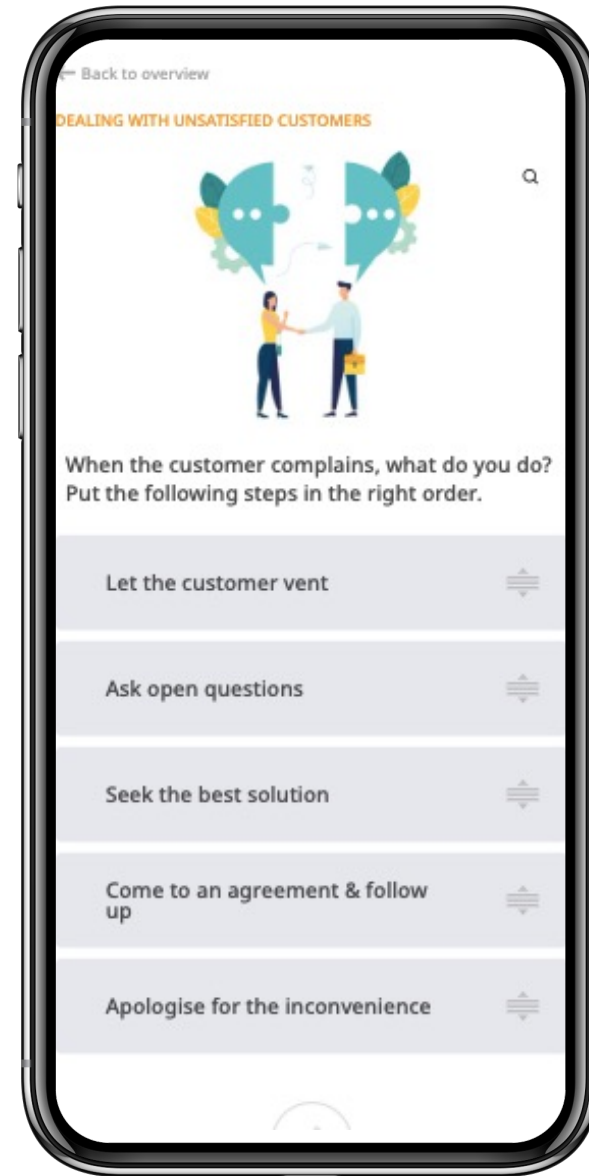 Back to overview
DEALING WITH UNSATISFIED CUSTOMERS
When the customer complains, what do you do?
Put the following steps in the right order.
Let the customer vent
Ask open questions
Seek the best solution
Come to an agreement & follow
up
Apologise for the inconvenience